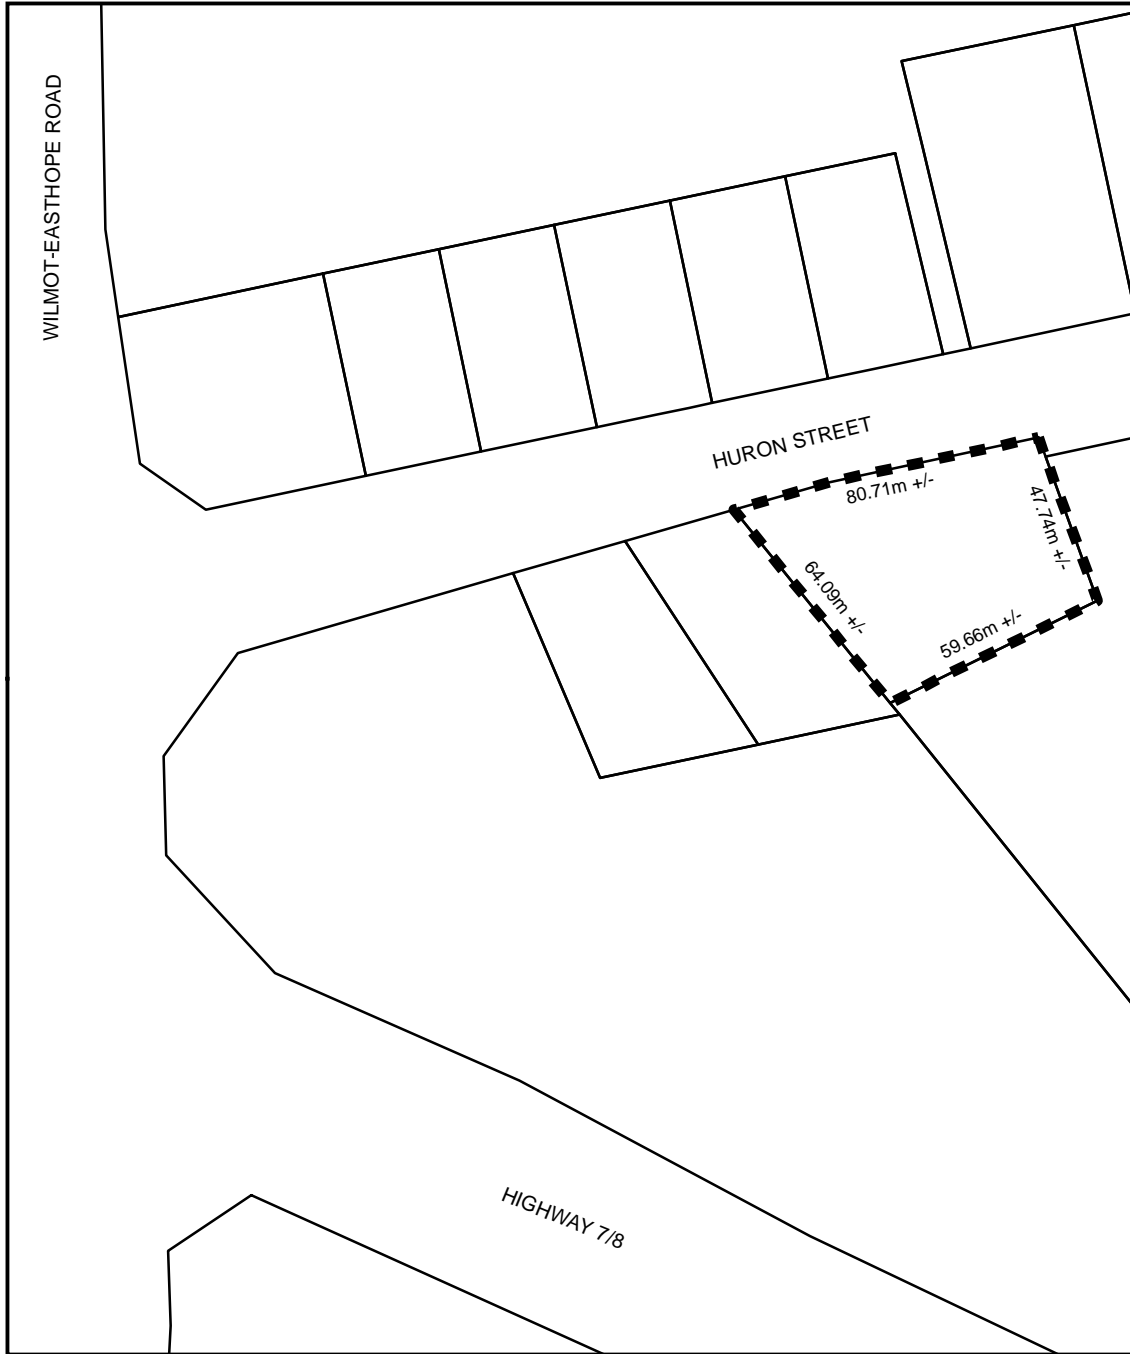 WILMOT-EASTHOPE ROAD
HURON STREET
80.71m +/-
47.74m +/-
64.09m +/-
59.66m +/-
HIGHWAY 7/8